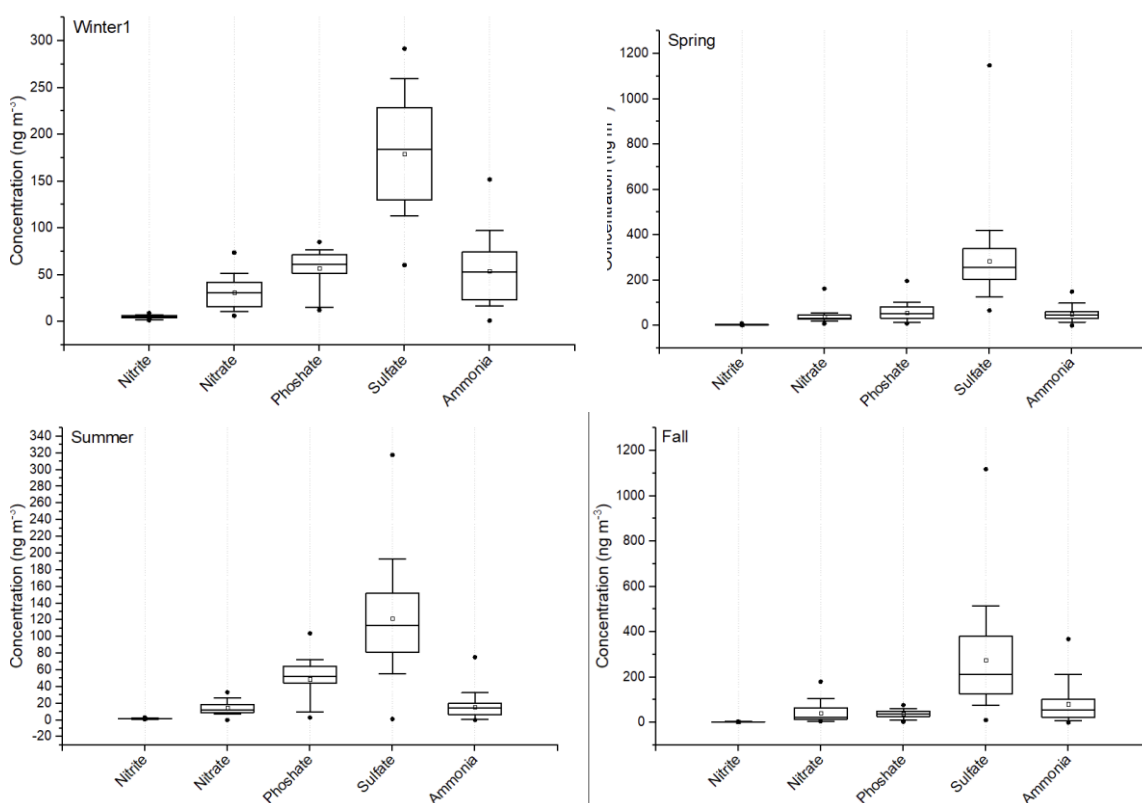 Winter1
Concentration (ng m⁻³)
300
250
200
150
100
50
0
Nitrite
Nitrate
Phoshate
Sulfate
Ammonia
Spring
Concentration (ng m
1200
1000
800
600
400
200
0
Nitrite
Nitrate
Phoshate
Sulfate
Ammonia
Summer
Concentration (ng m⁻³)
340
320
300
280
260
240
220
200
180
160
140
120
100
80
60
40
20
0
-20
Nitrite
Nitrate
Phoshate
Sulfate
Ammonia
Fall
Concentration (ng m⁻³)
1200
1000
800
600
400
200
0
Nitrite
Nitrate
Phoshate
Sulfate
Ammonia